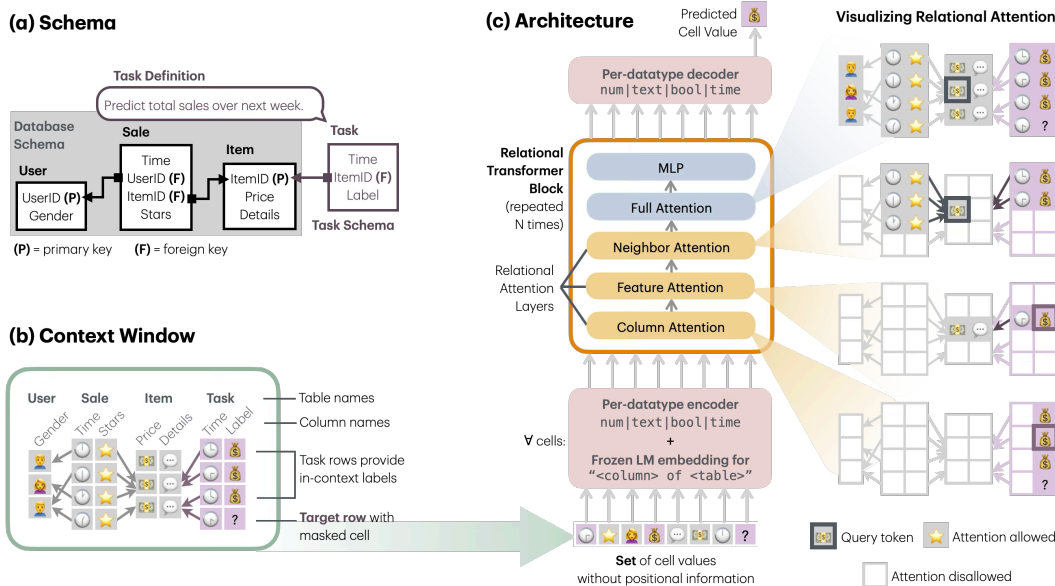 (a) Schema
Task Definition
Predict total sales over next week.
Database
Schema
Sale
Time
UserID (F)
ItemID (F)
Stars
User
UserID (P)
Gender
Item
ItemID (P)
Price
Details
Task
Time
ItemID (F)
Label
Task Schema
(P) = primary key
(F) = foreign key
(b) Context Window
User
Sale
Item
Task
Gender
Time
Stars
Price
Details
Time
Label
?
Table names
Column names
Task rows provide
in-context labels
Target row with
masked cell
(c) Architecture
Predicted
Cell Value
Per-datatype decoder
num|text|bool|time
Relational
Transformer
Block
(repeated
N times)
MLP
Full Attention
Neighbor Attention
Feature Attention
Column Attention
Relational
Attention
Layers
Per-datatype encoder
num|text|bool|time
+
Frozen LM embedding for
"<column> of <table>"
∀ cells:
?
Set of cell values
without positional information
Visualizing Relational Attention
?
?
Query token
Attention allowed
Attention disallowed